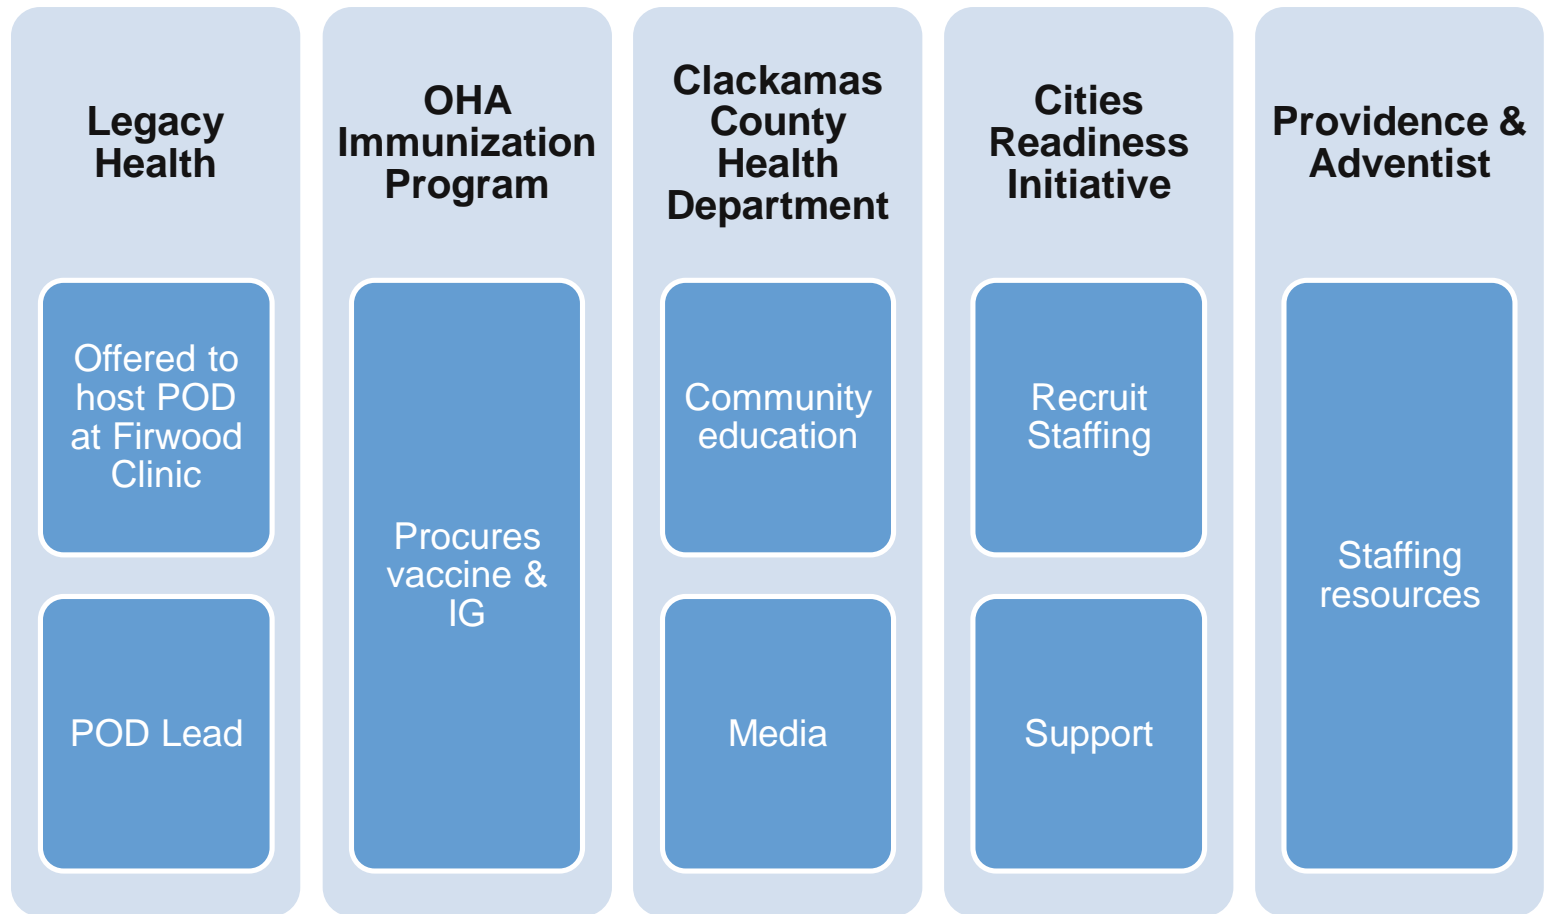 Legacy
Health
Offered to
host POD
at Firwood
Clinic
POD Lead
OHA
Immunization
Program
Procures
vaccine &
IG
Clackamas
County
Health
Department
Community
education
Media
Cities
Readiness
Initiative
Recruit
Staffing
Support
Providence &
Adventist
Staffing
resources